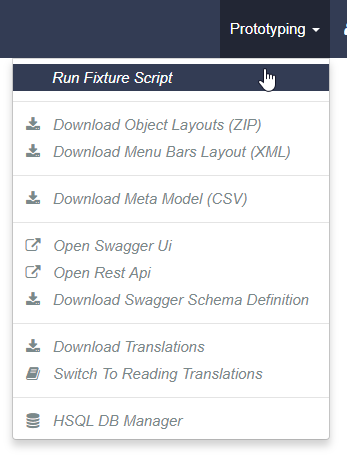 Prototyping
Run Fixture Script
Download Object Layouts (ZIP)
Download Menu Bars Layout (XML)
Download Meta Model (CSV)
Open Swagger Ui
Open Rest Api
Download Swagger Schema Definition
Download Translations
Switch To Reading Translations
HSQL DB Manager